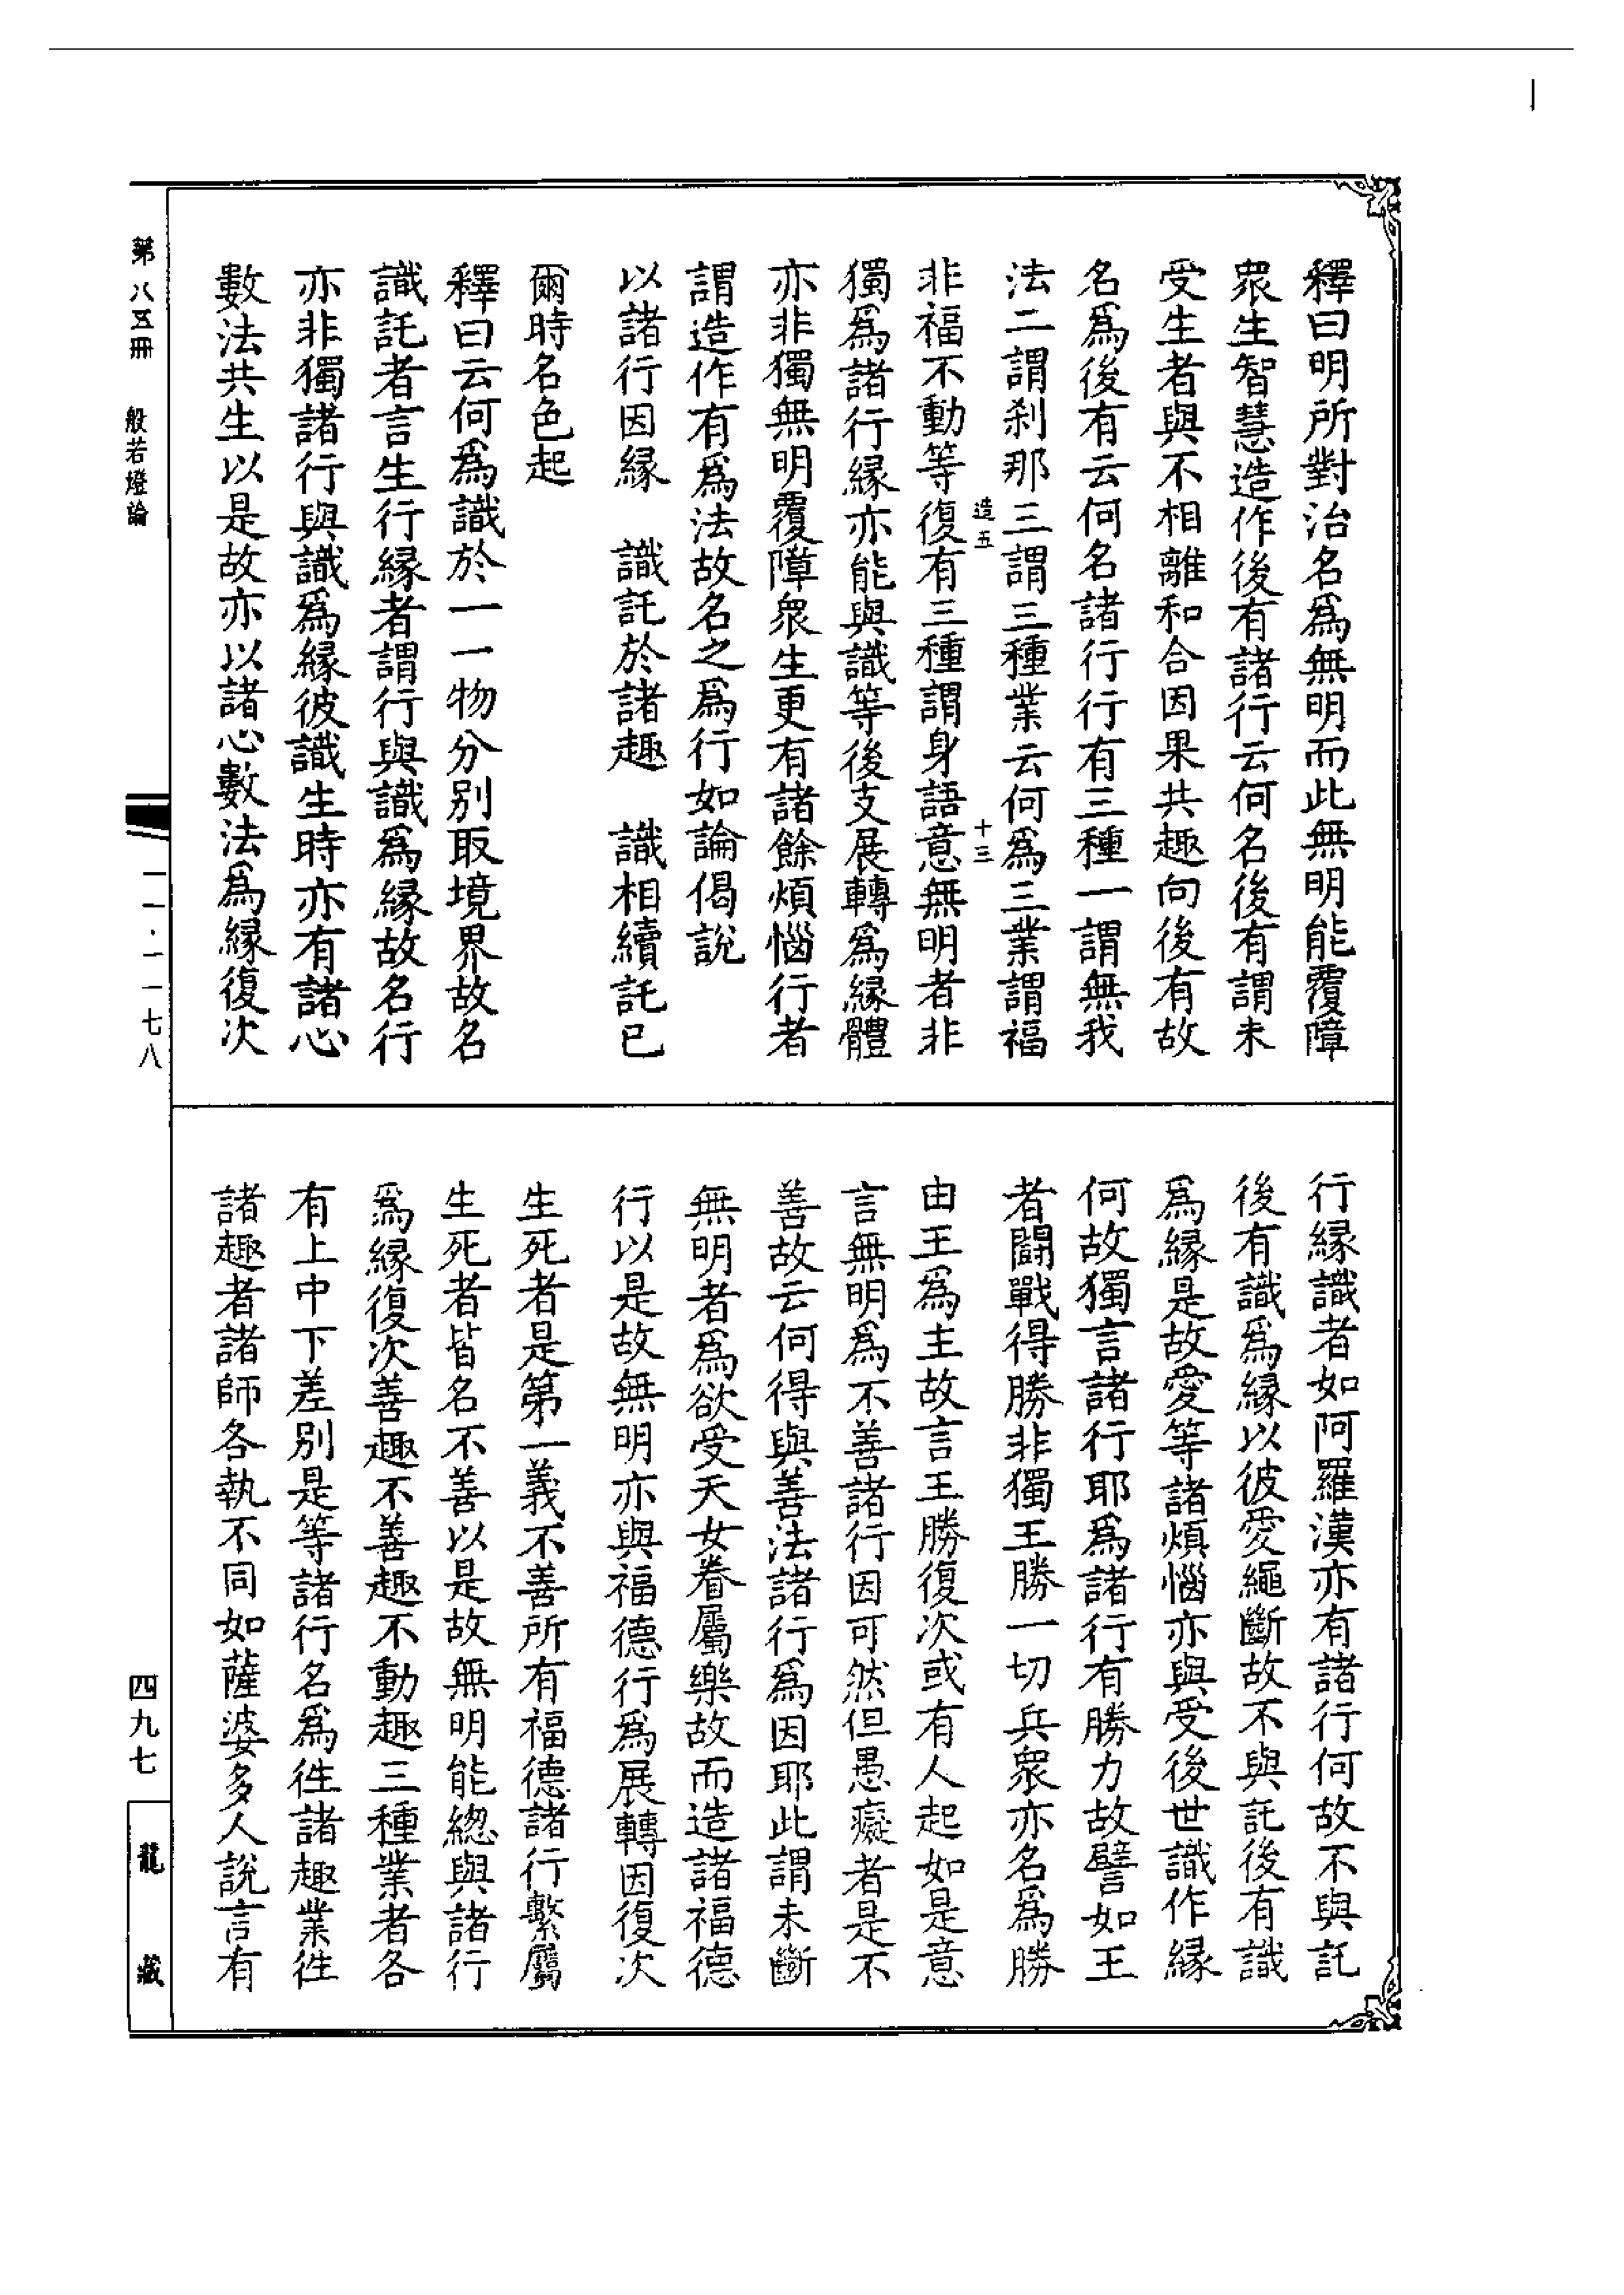 釋曰明所對治名爲無明而此無明能覆障
衆生智慧造作後有諸行云何名後有謂未
受生者與不相離和合因果共趣向後有故
名爲後有云何名諸行行有三種一謂無我
法二謂刹那三謂三種業云何爲三業謂福
造五
十三
非福不動等復有三種謂身語意無明者非
獨爲諸行緣亦能與識等後支展轉爲緣體
亦非獨無明覆障衆生更有諸餘煩惱行者
謂造作有爲法故名之爲行如論偈說
以諸行因緣　識託於諸趣　識相續託已
爾時名色起
釋曰云何爲識於一一物分別取境界故名
識託者言生行緣者謂行與識爲緣故名行
亦非獨諸行與識爲緣彼識生時亦有諸心
數法共生以是故亦以諸心數法爲緣復次
行緣識者如阿羅漢亦有諸行何故不與託
後有識爲緣以彼愛繩斷故不與託後有識
爲緣是故愛等諸煩惱亦與受後世識作緣
何故獨言諸行耶爲諸行有勝力故譬如王
者鬪戰得勝非獨王勝一切兵衆亦名爲勝
由王爲主故言王勝復次或有人起如是意
言無明爲不善諸行因可然但愚癡者是不
善故云何得與善法諸行爲因耶此謂未斷
無明者爲欲受天女眷屬樂故而造諸福德
行以是故無明亦與福德行爲展轉因復次
生死者是第一義不善所有福德諸行繫屬
生死者皆名不善以是故無明能總與諸行
爲緣復次善趣不善趣不動趣三種業者各
有上中下差別是等諸行名爲往諸趣業往
諸趣者諸師各執不同如薩婆多人說言有
第八五冊　般若燈論
一一·一一七八
四九七
龍藏